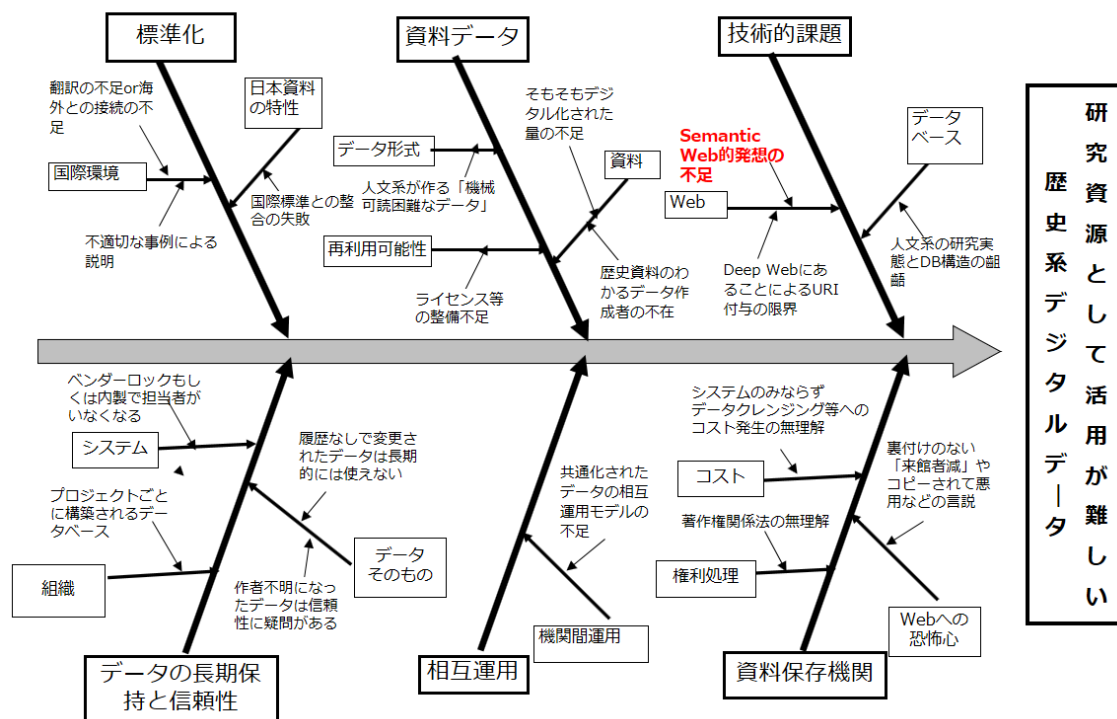 標準化
資料データ
技術的課題
翻訳の不足or海
外との接続の不
足
日本資料
の特性
国際環境
国際標準との整
合の失敗
不適切な事例による
説明
そもそもデジ
タル化された
量の不足
データ形式
資料
人文系が作る「機械
可読困難なデータ」
再利用可能性
ライセンス等
の整備不足
歴史資料のわ
かるデータ作
成者の不在
Semantic
Web的発想の
不足
データ
ベース
Web
Deep Webにあ
ることによるURI
付与の限界
人文系の研究実
態とDB構造の齟
齬
歴史系デジタルデータ
研究資源として活用が難しい
ベンダーロックもし
くは内製で担当者が
いなくなる
システム
履歴なしで変更さ
れたデータは長期
的には使えない
プロジェクトごと
に構築されるデー
タベース
組織
データ
そのもの
作者不明になっ
たデータは信頼
性に疑問がある
共通化された
データの相互
運用モデルの
不足
機関間運用
システムのみならず
データクレンジング等への
コスト発生の無理解
コスト
裏付けのない
「来館者減」や
コピーされて悪
用などの言説
著作権関係法の無理解
権利処理
Webへの
恐怖心
データの長期保
持と信頼性
相互運用
資料保存機関